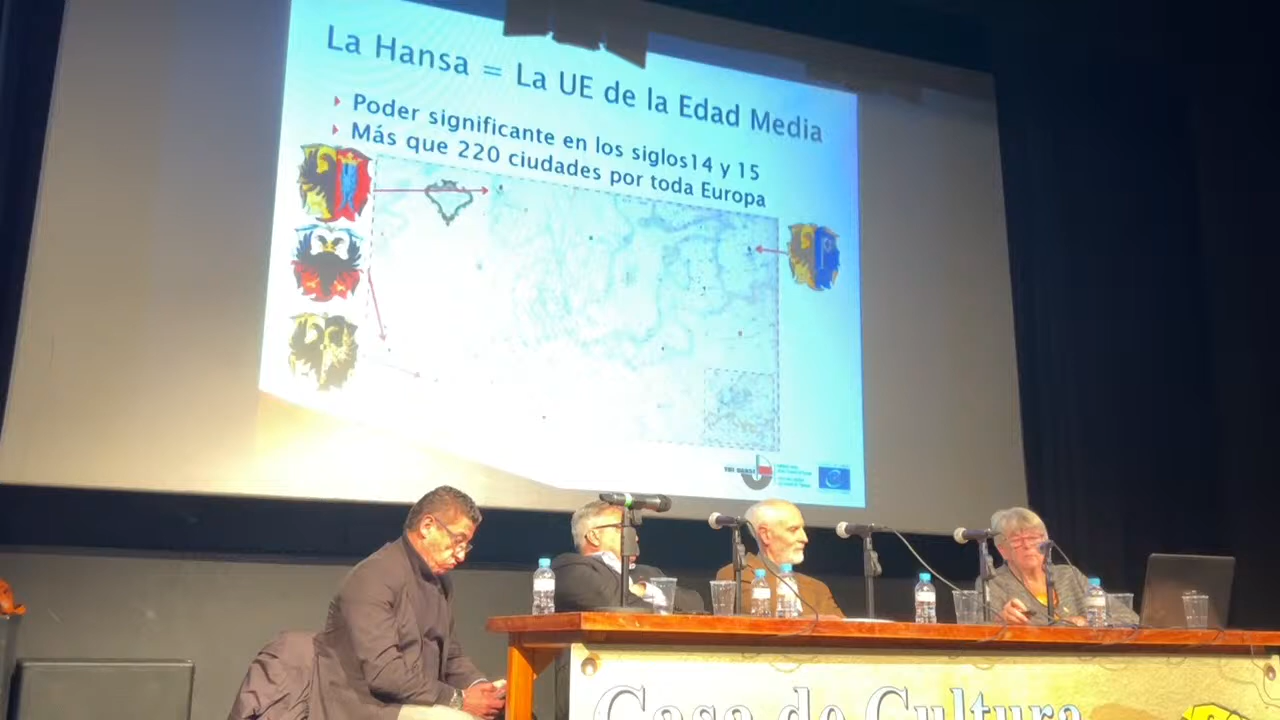 La Hansa = La UE de la Edad Media
Poder significante en los siglos14 y 15
Más que 220 ciudades por toda Europa
Casa de Cultura